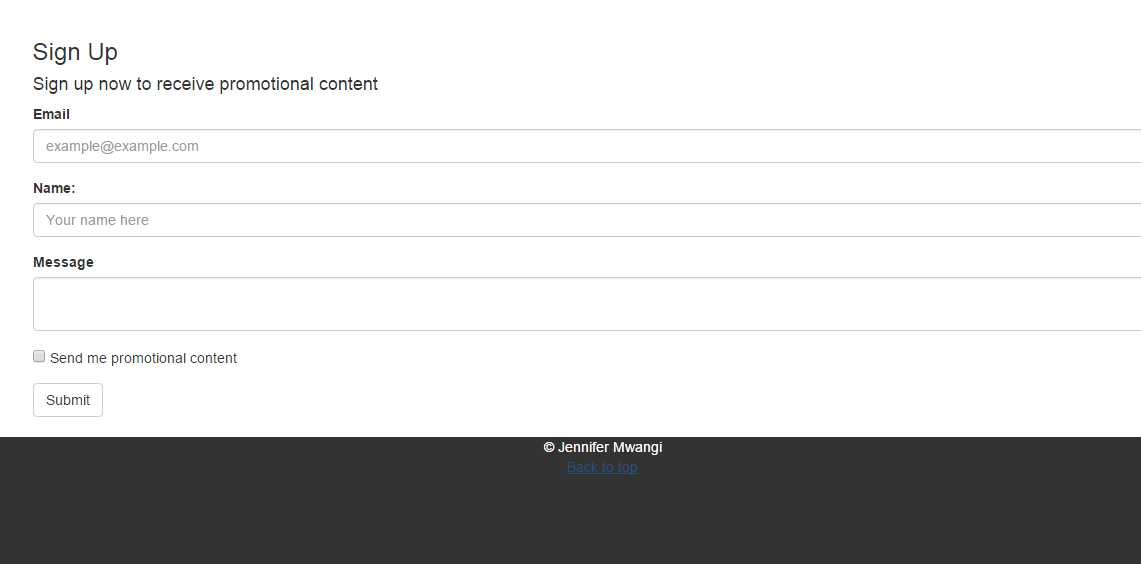 Sign Up
Sign up now to receive promotional content
Email
example@example.com
Name:
Your name here
Message
Send me promotional content
Submit
© Jennifer Mwangi
Back to top